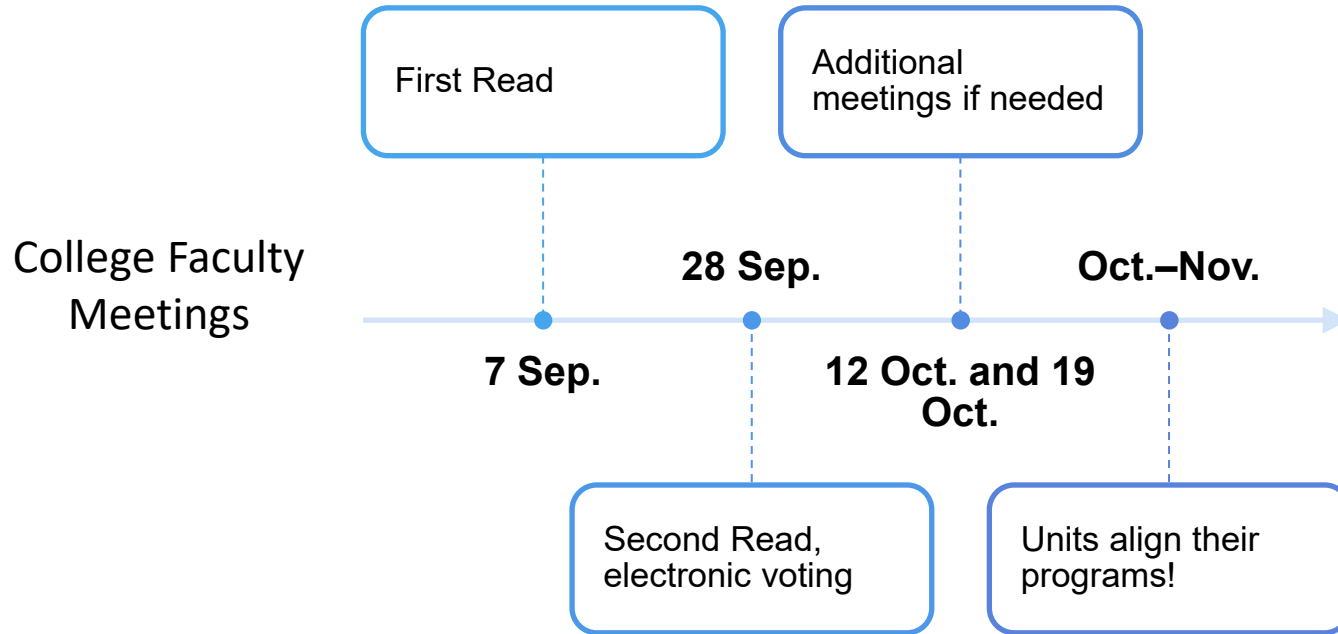 First Read
Additional
meetings if needed
College Faculty
Meetings
28 Sep.
Oct.–Nov.
7 Sep.
12 Oct. and 19
Oct.
Second Read,
electronic voting
Units align their
programs!